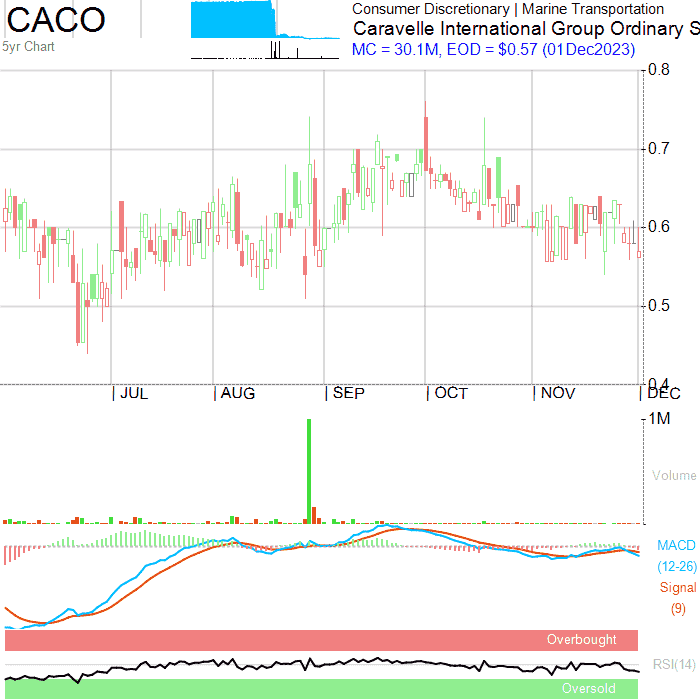 CACO
5yr Chart
Consumer Discretionary | Marine Transportation
Caravelle International Group Ordinary S
MC = 30.1M, EOD = $0.57 (01Dec2023)
0.8
0.7
0.6
0.5
0.4
JUL AUG SEP OCT NOV DEC
1M
Volume
MACD
(12-26)
Signal
(9)
Overbought
RSI(14)
Oversold